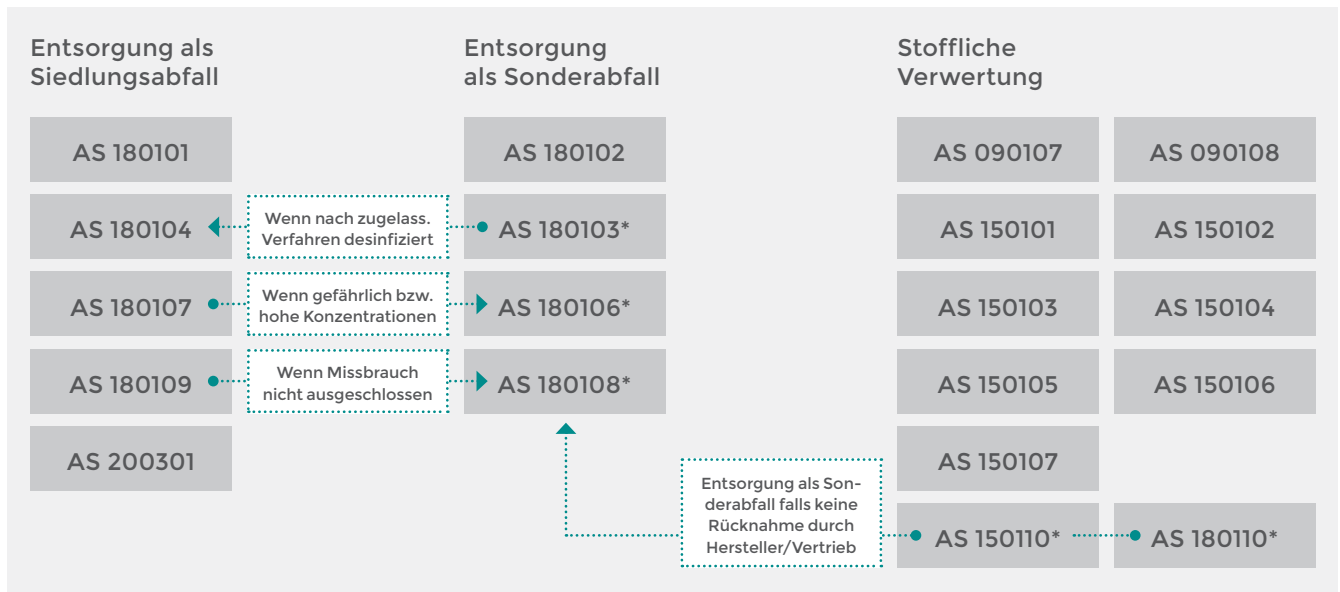 Entsorgung als
Siedlungsabfall
AS 180101
AS 180104
AS 180107
AS 180109
AS 200301
Wenn nach zugelass.
Verfahren desinfiziert
Wenn gefährlich bzw.
hohe Konzentrationen
Wenn Missbrauch
nicht ausgeschlossen
Entsorgung
als Sonderabfall
AS 180102
AS 180103*
AS 180106*
AS 180108*
Entsorgung als Son-
derabfall falls keine
Rücknahme durch
Hersteller/Vertrieb
Stoffliche
Verwertung
AS 090107
AS 090108
AS 150101
AS 150102
AS 150103
AS 150104
AS 150105
AS 150106
AS 150107
AS 150110*
AS 180110*